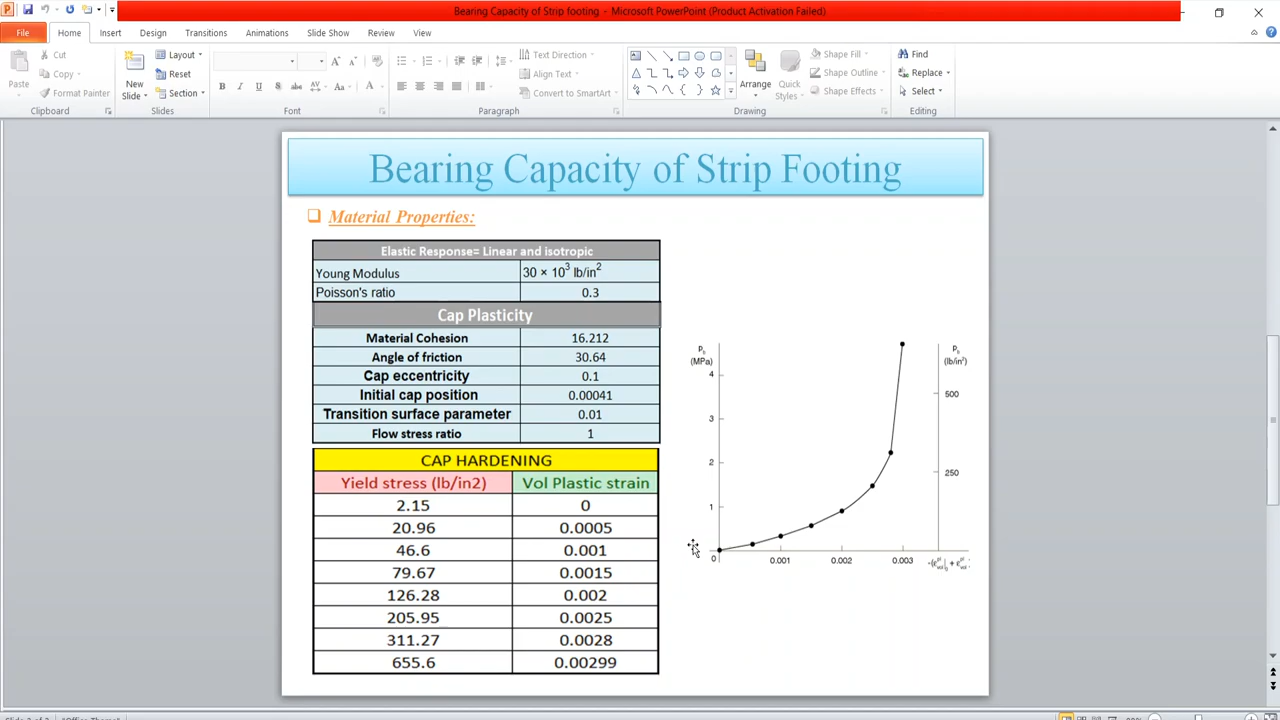 Bearing Capacity of Strip footing - Microsoft PowerPoint (Product Activation Failed)
File Home Insert Design Transitions Animations Slide Show Review View
Paste
Cut
Copy
Format Painter
Clipboard
New Slide
Layout
Reset
Section
Slides
B I U S abc AV Aa A
Font
Text Direction
Align Text
Convert to SmartArt
Paragraph
Arrange
Quick Styles
Shape Fill
Shape Outline
Shape Effects
Drawing
Find
Replace
Select
Editing
Bearing Capacity of Strip Footing
Material Properties:
Elastic Response= Linear and isotropic
Young Modulus 30 × 10³ lb/in²
Poisson's ratio 0.3
Cap Plasticity
Material Cohesion 16.212
Angle of friction 30.64
Cap eccentricity 0.1
Initial cap position 0.00041
Transition surface parameter 0.01
Flow stress ratio 1
CAP HARDENING
Yield stress (lb/in2) Vol Plastic strain
2.15 0
20.96 0.0005
46.6 0.001
79.67 0.0015
126.28 0.002
205.95 0.0025
311.27 0.0028
655.6 0.00299
(MPa)
4
3
2
1
0
0.001 0.002 0.003
(lb/in²)
500
250